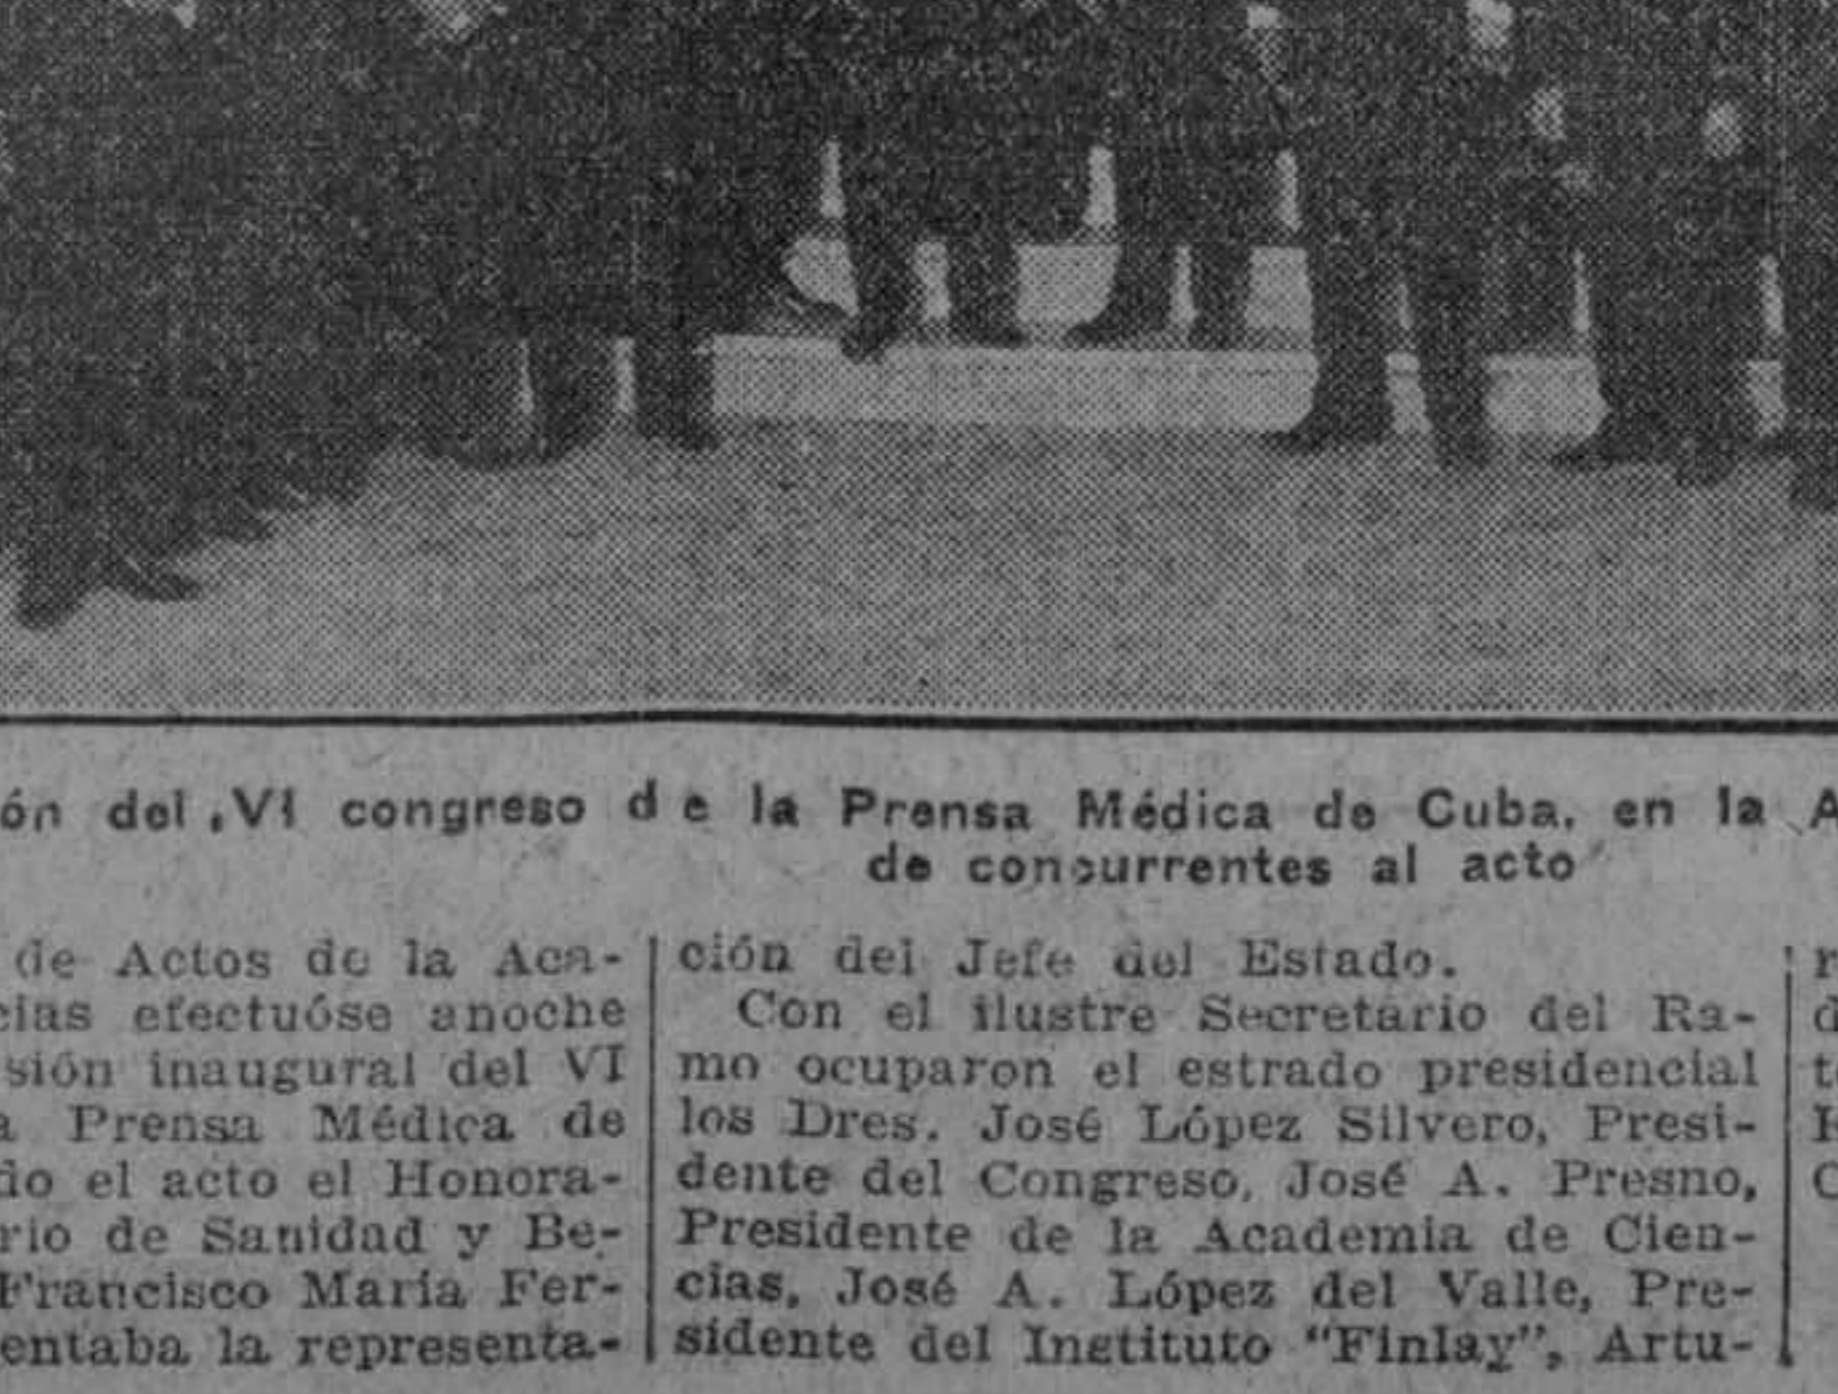 ón del VI congreso de la Prensa Médica de Cuba, en la A
de concurrentes al acto
de Actos de la Aca-
cias efectuóse anoche
sión inaugural del VI
a Prensa Médica de
do el acto el Honora-
rio de Sanidad y Be-
Francisco María Fer-
entaba la representa-
ción del Jefe del Estado.
Con el ilustre Secretario del Ra-
mo ocuparon el estrado presidencial
los Dres. José López Silvero, Presi-
dente del Congreso, José A. Presno,
Presidente de la Academia de Cien-
cias, José A. López del Valle, Pre-
sidente del Instituto "Finlay", Artu-